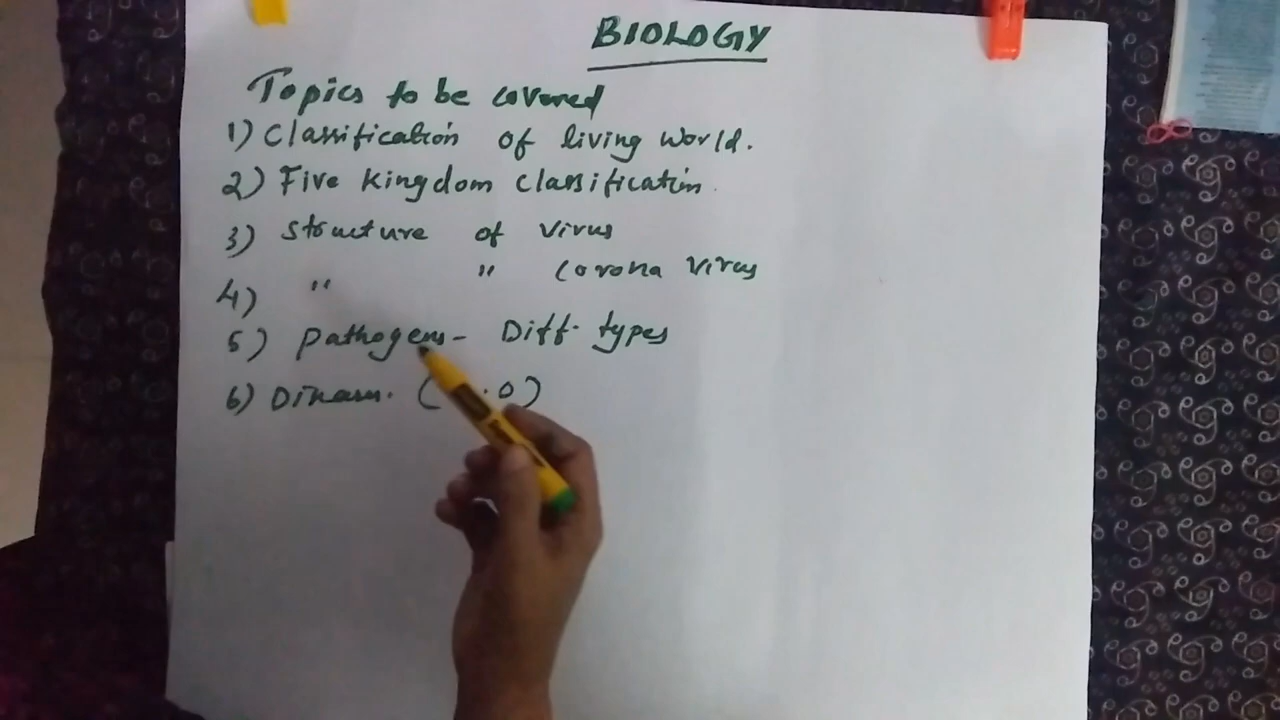 BIOLOGY
Topics to be covered
1) Classification of living world.
2) Five kingdom classification.
3) Structure of Virus
4) " " Corona Virus
5) Pathogens - Diff. types
6) Diseases.